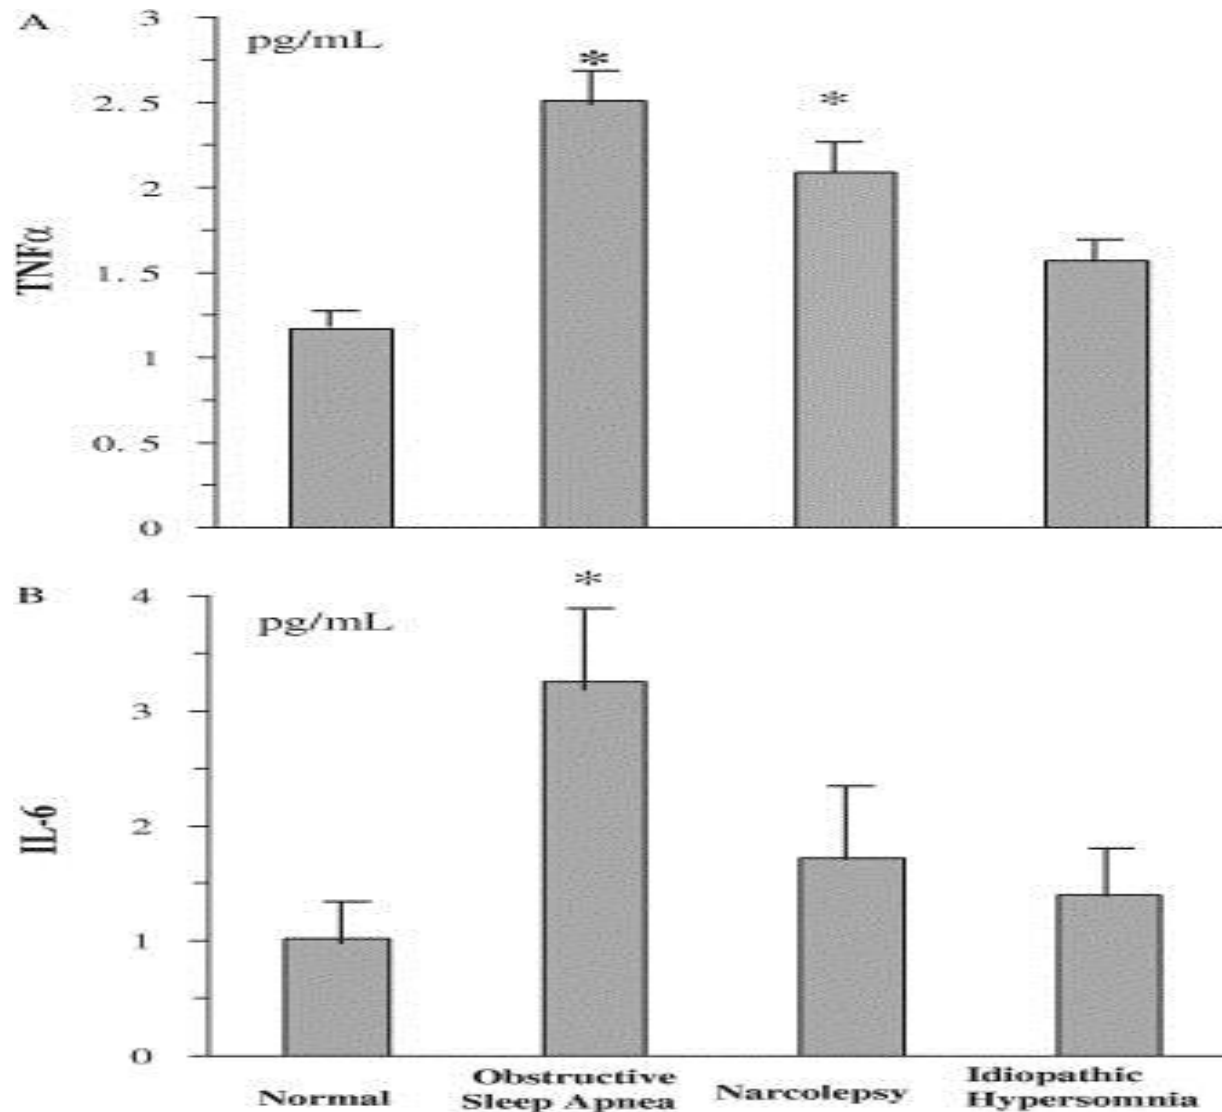 A
3
pg/mL
*
2. 5
*
2
TNFα
1. 5
1
0. 5
0
B
4
*
pg/mL
3
2
IL-6
1
0
Normal
Obstructive
Sleep Apnea
Narcolepsy
Idiopathic
Hypersomnia